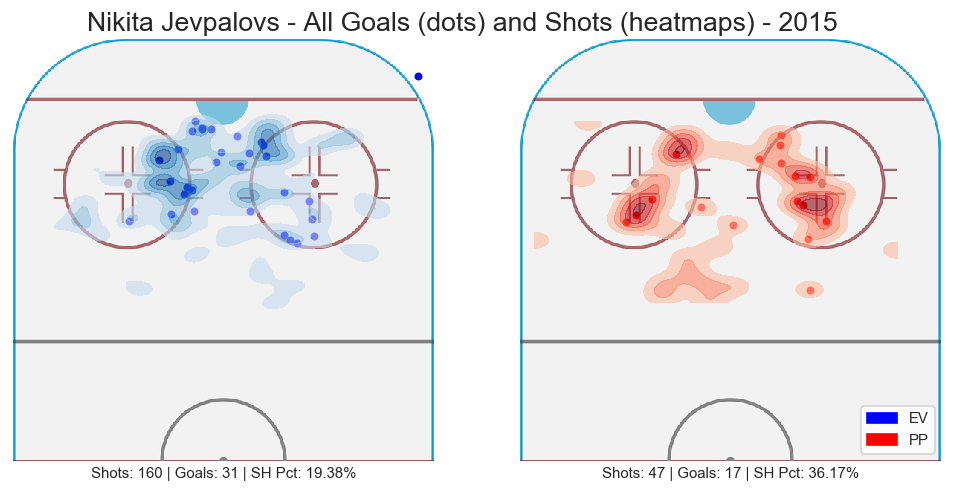 Nikita Jevpalovs - All Goals (dots) and Shots (heatmaps) - 2015
EV
PP
Shots: 160 | Goals: 31 | SH Pct: 19.38%
Shots: 47 | Goals: 17 | SH Pct: 36.17%